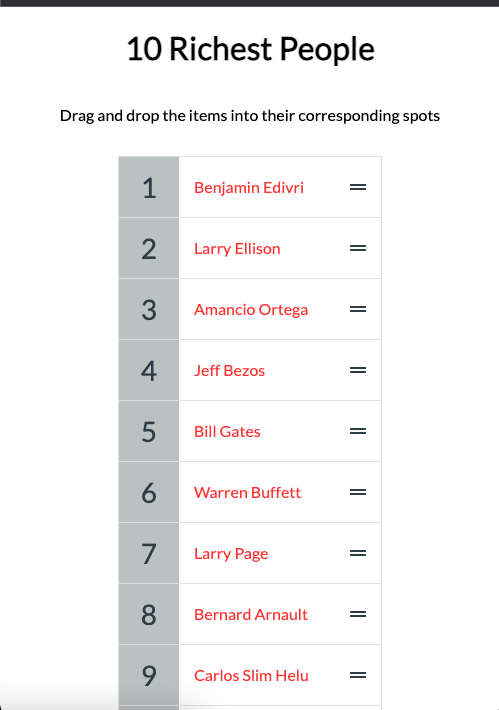 10 Richest People
Drag and drop the items into their corresponding spots
1 Benjamin Edivri
2 Larry Ellison
3 Amancio Ortega
4 Jeff Bezos
5 Bill Gates
6 Warren Buffett
7 Larry Page
8 Bernard Arnault
9 Carlos Slim Helu